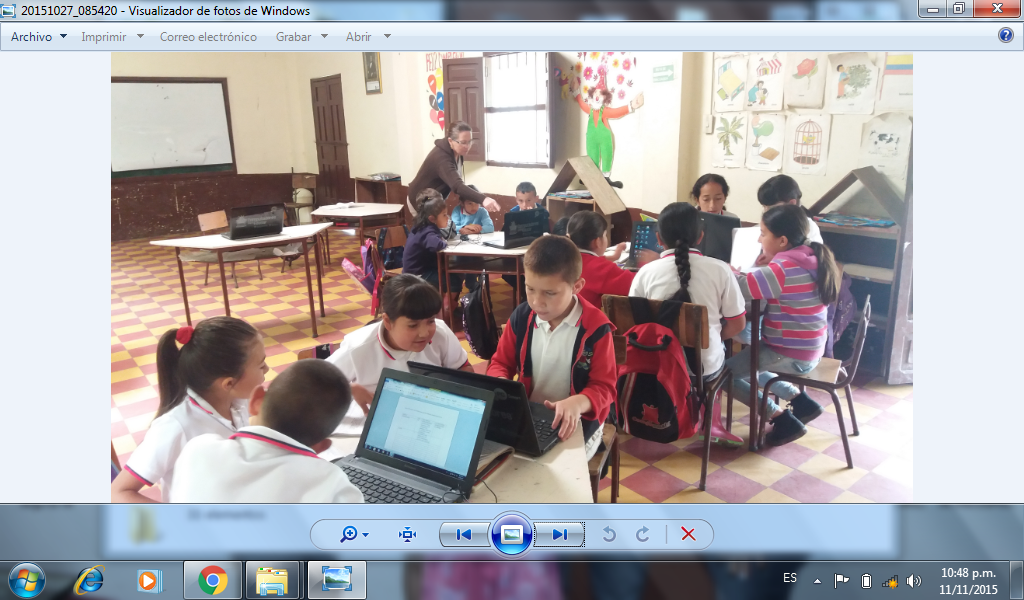 20151027_085420 - Visualizador de fotos de Windows
Archivo Imprimir Correo electrónico Grabar Abrir
ES
10:48 p.m.
11/11/2015